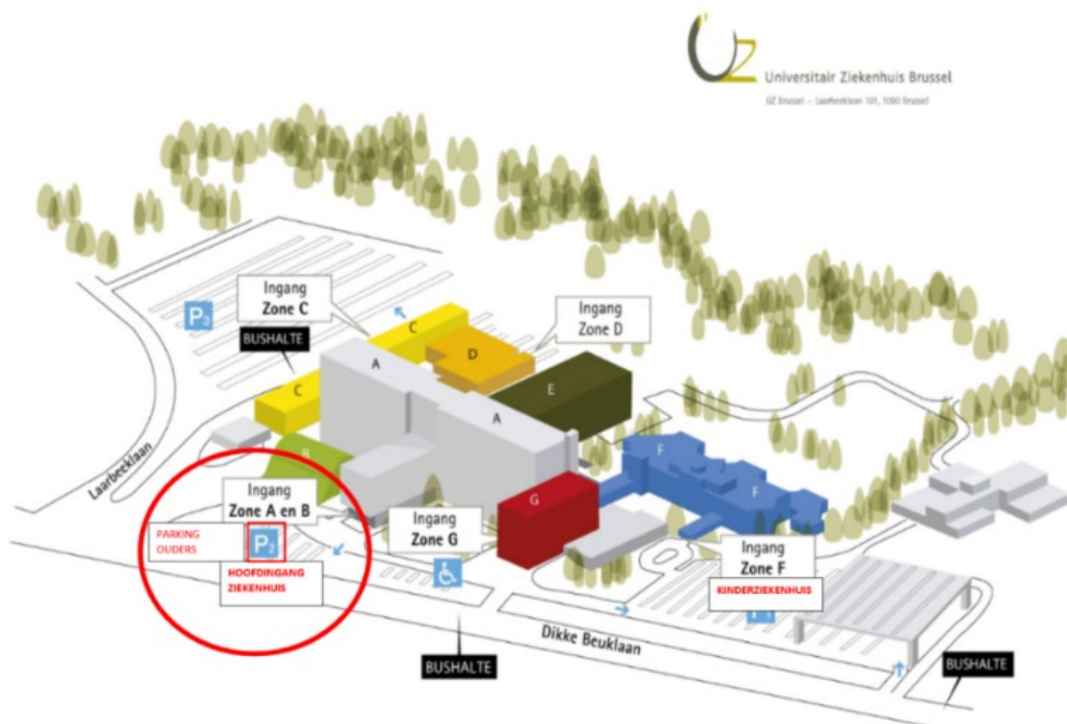 Universitair Ziekenhuis Brussel
UZ Brussel – Laarbeeklaan 101, 1090 Brussel
Ingang
Zone C
P3
BUSHALTE
Ingang
Zone D
C
D
A
E
C
A
B
F
F
G
Laarbeeklaan
Ingang
Zone A en B
Ingang
Zone G
PARKING
OUDERS
P2
HOOFDINGANG
ZIEKENHUIS
Ingang
Zone F
KINDERZIEKENHUIS
Dikke Beuklaan
BUSHALTE
BUSHALTE